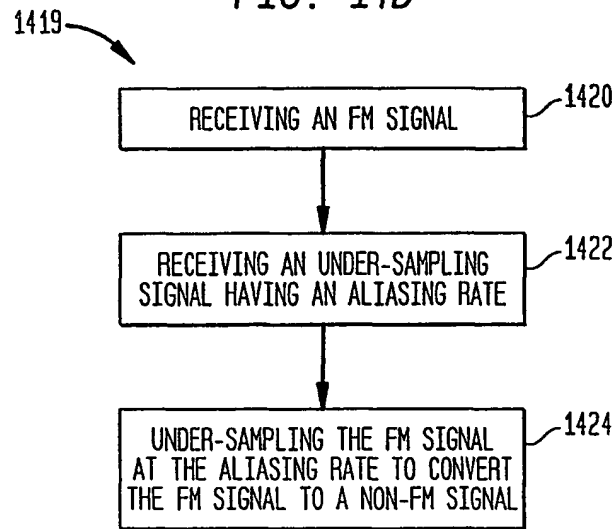 FIG. 14D
1419
RECEIVING AN FM SIGNAL
1420
RECEIVING AN UNDER-SAMPLING
SIGNAL HAVING AN ALIASING RATE
1422
UNDER-SAMPLING THE FM SIGNAL
AT THE ALIASING RATE TO CONVERT
THE FM SIGNAL TO A NON-FM SIGNAL
1424